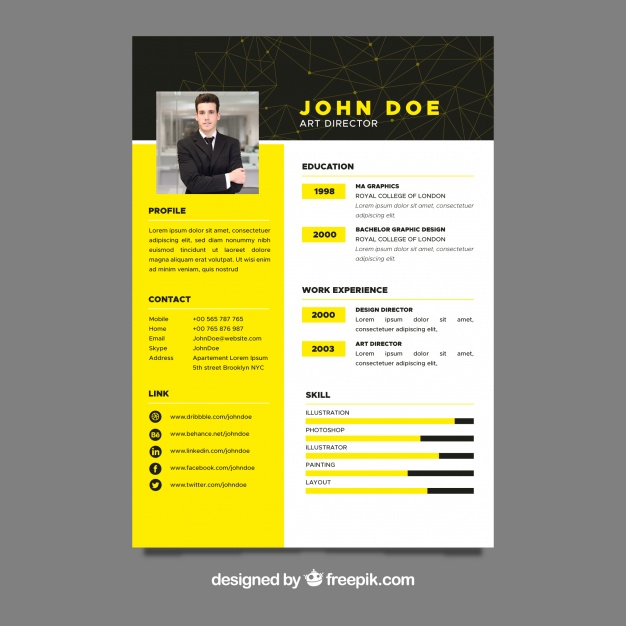 JOHN DOE
ART DIRECTOR
PROFILE
Lorem ipsum dolor sit amet, consectetuer
adipiscing elit, sed diam nonummy
nibh euismod tincidunt ut laoreet
dolore magna aliquam erat volutpat. Ut
wisi enim ad minim veniam, quis nostrud
CONTACT
Mobile +00 565 787 765
Home +00 765 876 987
Email JohnDoe@website.com
Skype JohnDoe
Address Apartement Lorem Ipsum
5th street Brooklyn NYC
LINK
www.dribbble.com/johndoe
Bē www.behance.net/johndoe
in www.linkedin.com/johndoe
f www.facebook.com/johndoe
www.twitter.com/johndoe
EDUCATION
1998 MA GRAPHICS
ROYAL COLLEGE OF LONDON
Lorem ipsum dolor sit amet, consectetuer
adipiscing elit.
2000 BACHELOR GRAPHIC DESIGN
ROYAL COLLEGE OF LONDON
Lorem ipsum dolor sit amet, consectetuer
adipiscing elit.
WORK EXPERIENCE
2000 DESIGN DIRECTOR
Lorem ipsum dolor sit amet,
consectetuer adipiscing elit,
2003 ART DIRECTOR
Lorem ipsum dolor sit amet,
consectetuer adipiscing elit,
SKILL
ILLUSTRATION
PHOTOSHOP
ILLUSTRATOR
PAINTING
LAYOUT
designed by freepik.com